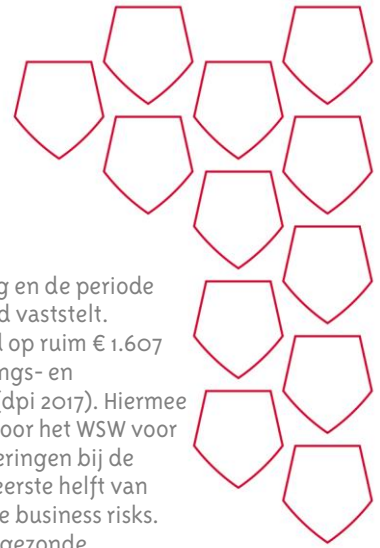 g en de periode
d vaststelt.
l op ruim € 1.607
ngs- en
(dpi 2017). Hiermee
oor het WSW voor
eringen bij de
eerste helft van
e business risks.
gezonde